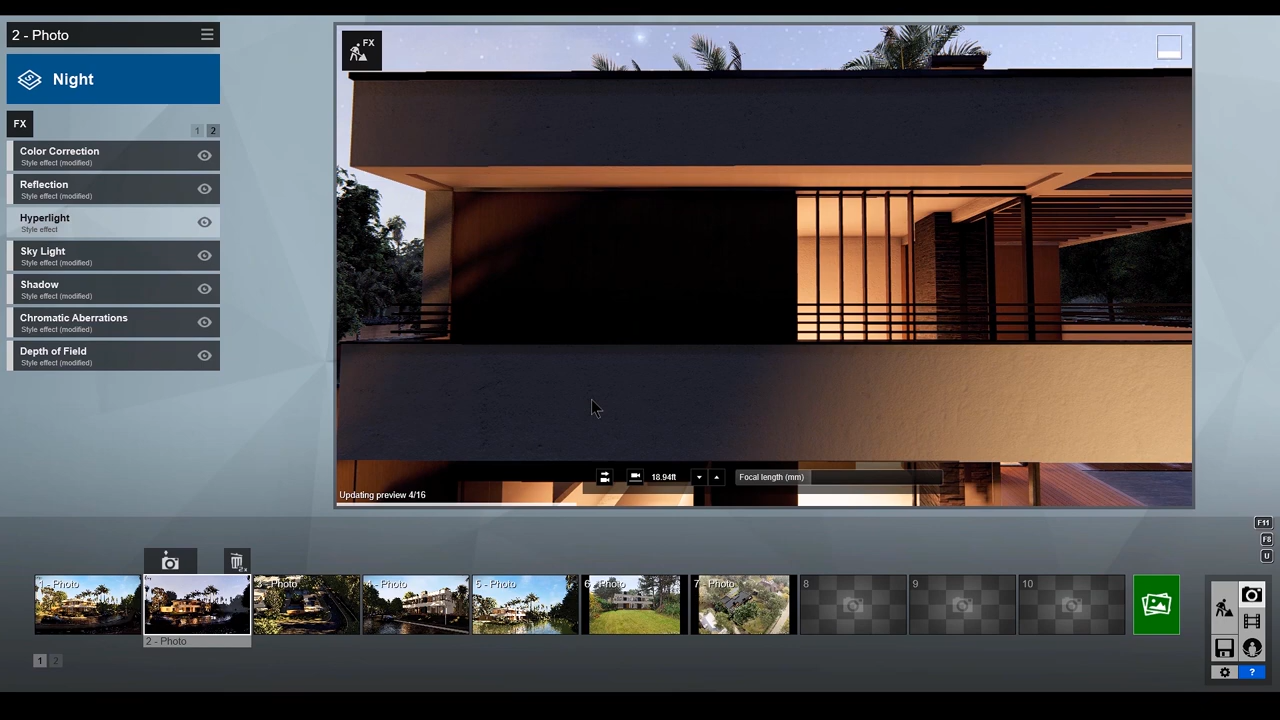 2 - Photo
Night
FX
1 2
Color Correction
Style effect (modified)
Reflection
Style effect (modified)
Hyperlight
Style effect
Sky Light
Style effect (modified)
Shadow
Style effect (modified)
Chromatic Aberrations
Style effect (modified)
Depth of Field
Style effect (modified)
FX
18.94ft
Focal length (mm)
Updating preview 4/16
F11
F8
U
2x
1 - Photo
3 - Photo
4 - Photo
5 - Photo
6 - Photo
7 - Photo
8
9
10
2 - Photo
1 2
?